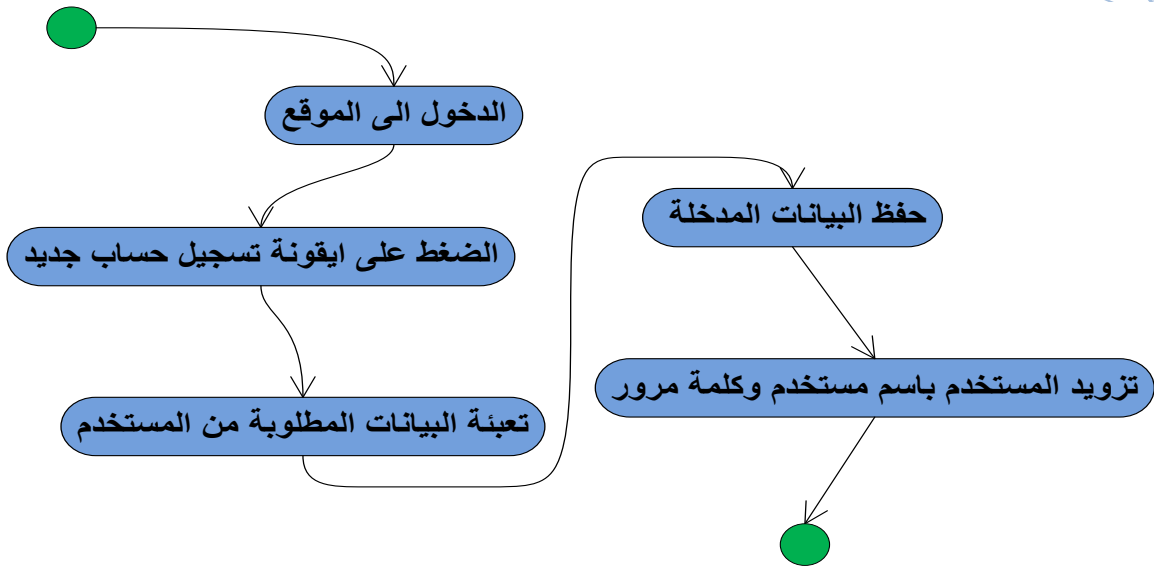 الدخول الى الموقع
الضغط على ايقونة تسجيل حساب جديد
تعبئة البيانات المطلوبة من المستخدم
حفظ البيانات المدخلة
تزويد المستخدم باسم مستخدم وكلمة مرور